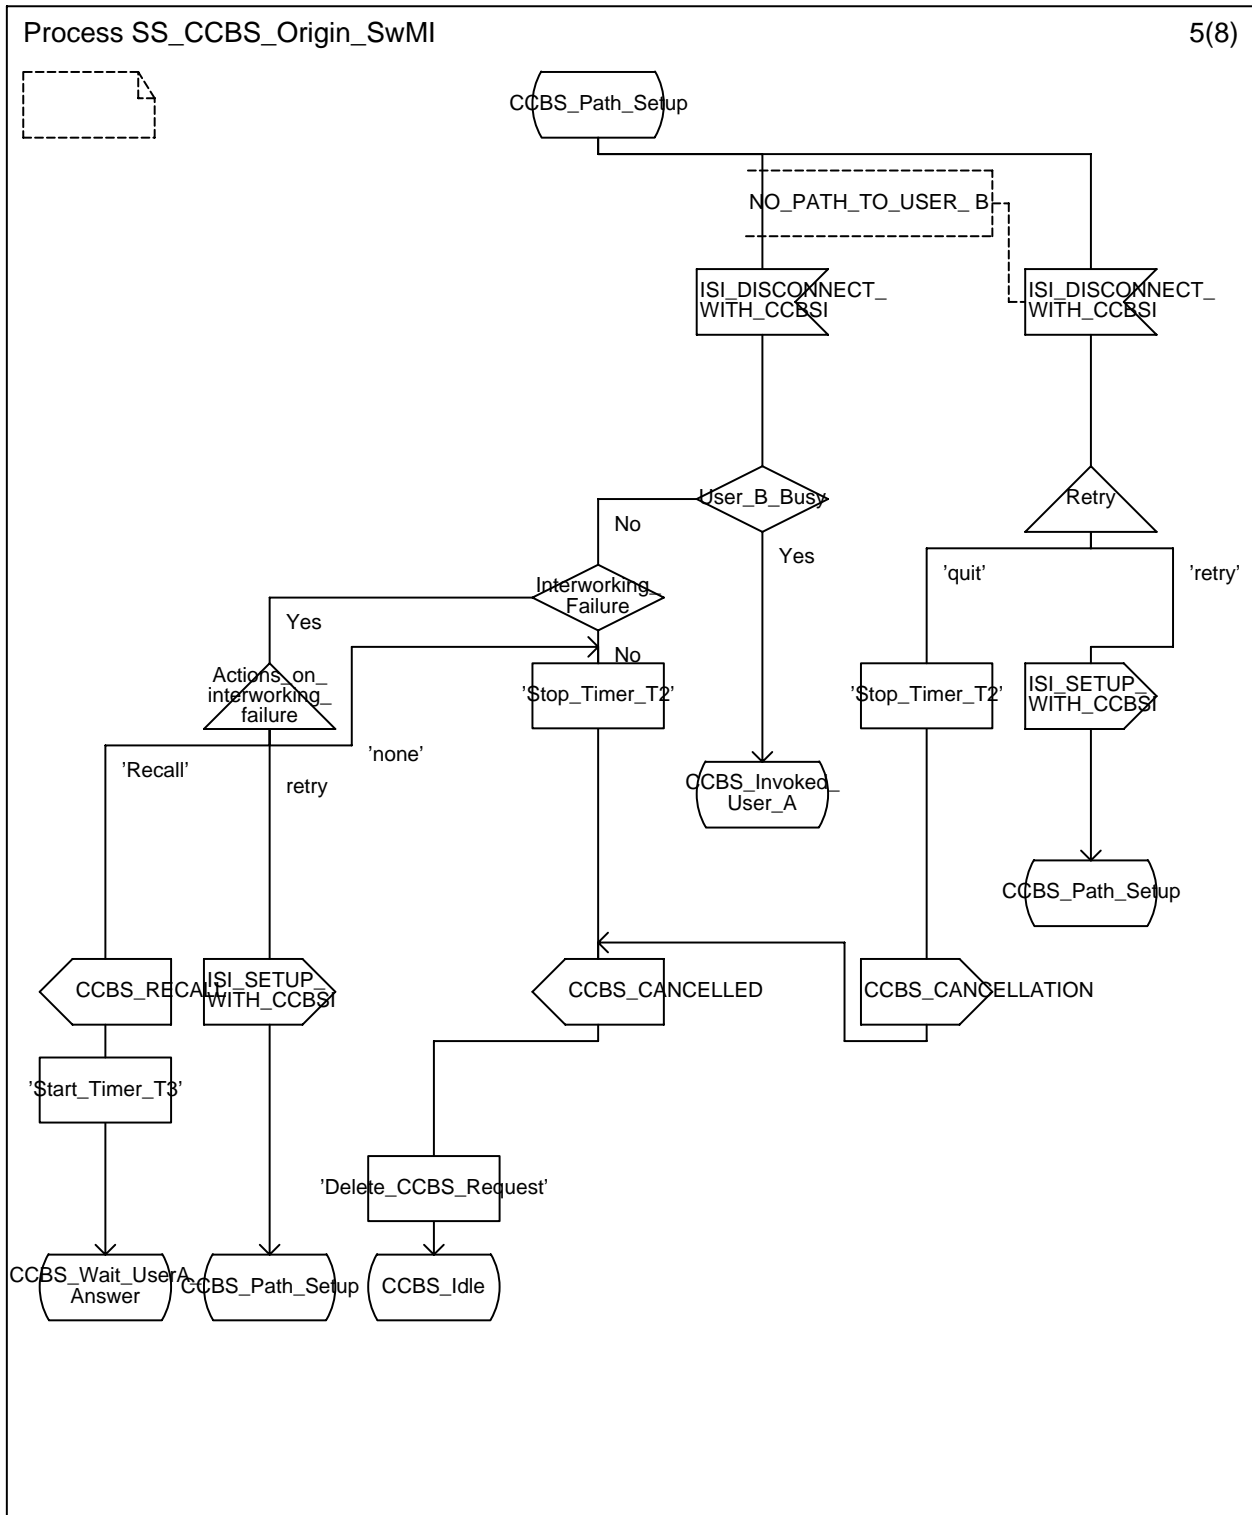 Process SS_CCBS_Origin_SwMI
5(8)
CCBS_Path_Setup
NO_PATH_TO_USER_ B
ISI_DISCONNECT_
WITH_CCBSI
ISI_DISCONNECT_
WITH_CCBSI
User_B_Busy
Retry
No
Yes
'quit'
'retry'
Interworking_
Failure
Yes
No
Actions_on_
interworking_
failure
'Stop_Timer_T2'
'Stop_Timer_T2'
ISI_SETUP_
WITH_CCBSI
'Recall'
retry
'none'
CCBS_Invoked_
User_A
CCBS_Path_Setup
CCBS_RECALL
ISI_SETUP_
WITH_CCBSI
CCBS_CANCELLED
CCBS_CANCELLATION
'Start_Timer_T3'
'Delete_CCBS_Request'
CCBS_Wait_UserA_
Answer
CCBS_Path_Setup
CCBS_Idle